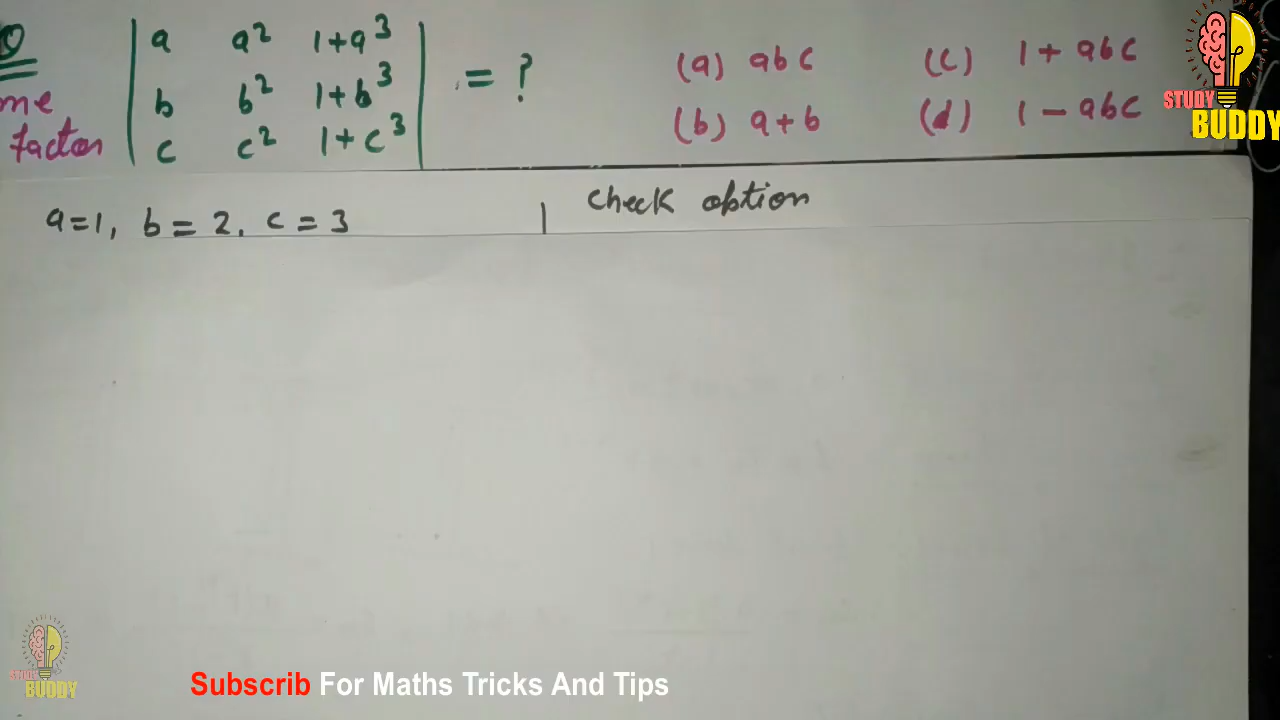 Q
me
factor
| a a² 1+a³ |
| b b² 1+b³ | = ?
| c c² 1+c³ |
(a) abc (c) 1 + abc
(b) a+b (d) 1 - abc
STUDY
BUDDY
a=1, b = 2, c = 3 | Check option
BUDDY
Subscrib For Maths Tricks And Tips